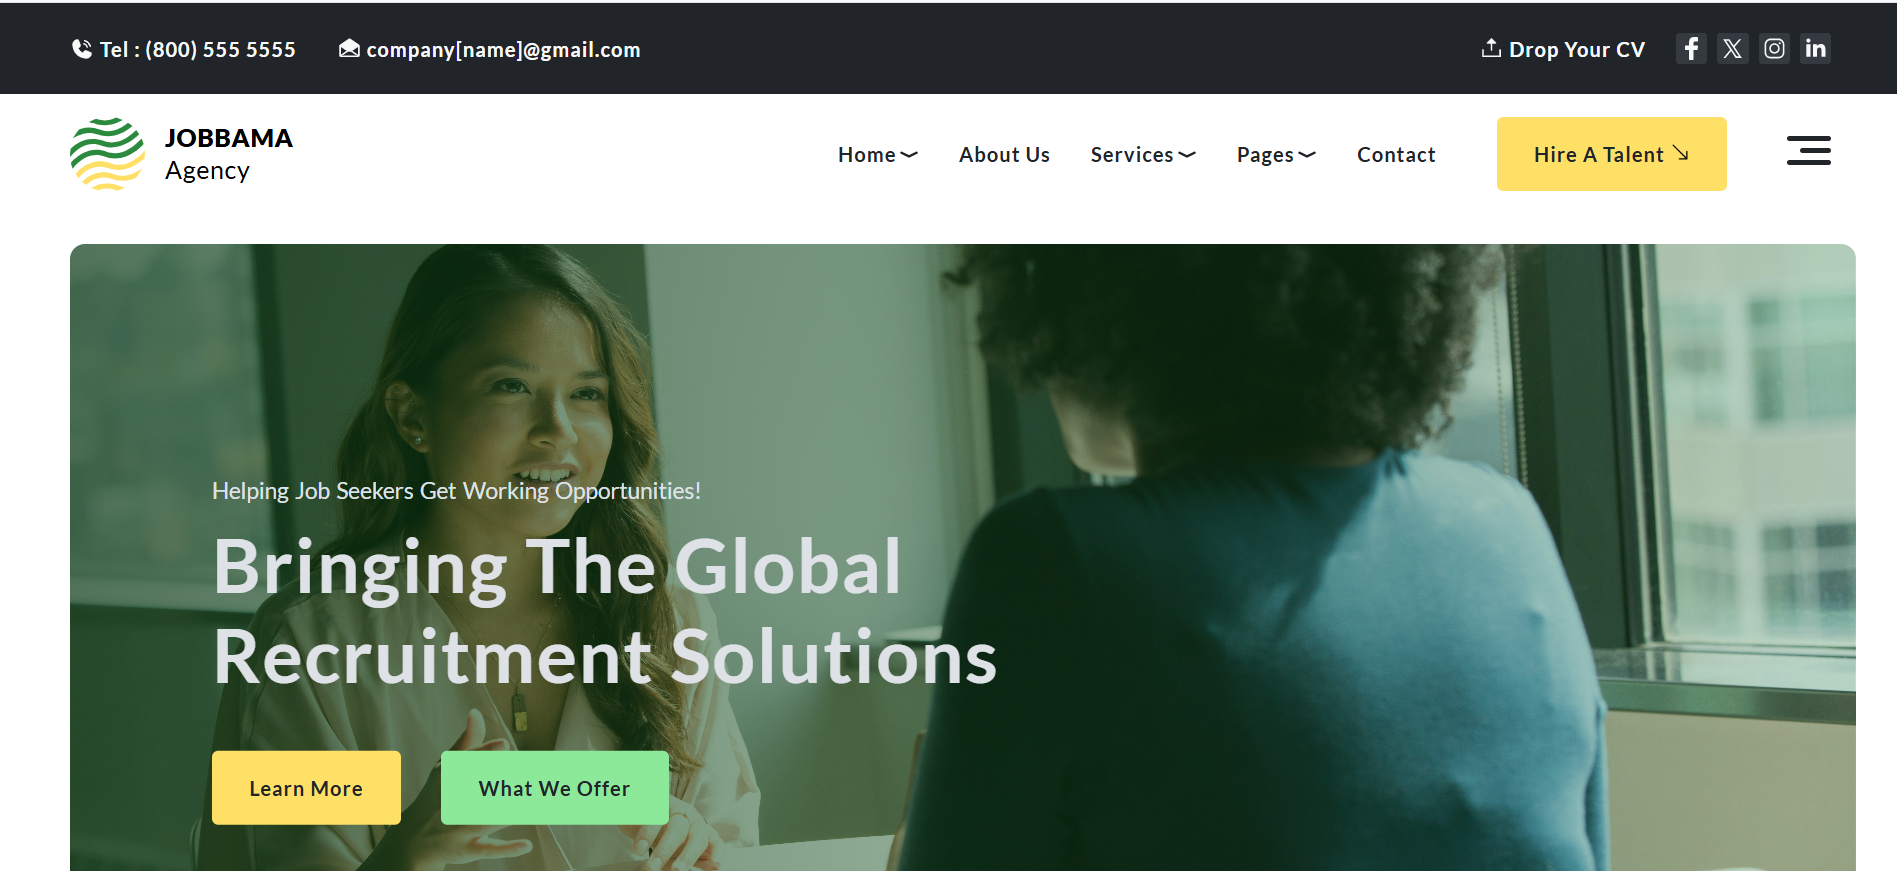 Tel : (800) 555 5555 company[name]@gmail.com Drop Your CV
JOBBAMA
Agency
Home About Us Services Pages Contact Hire A Talent
Helping Job Seekers Get Working Opportunities!
Bringing The Global
Recruitment Solutions
Learn More What We Offer